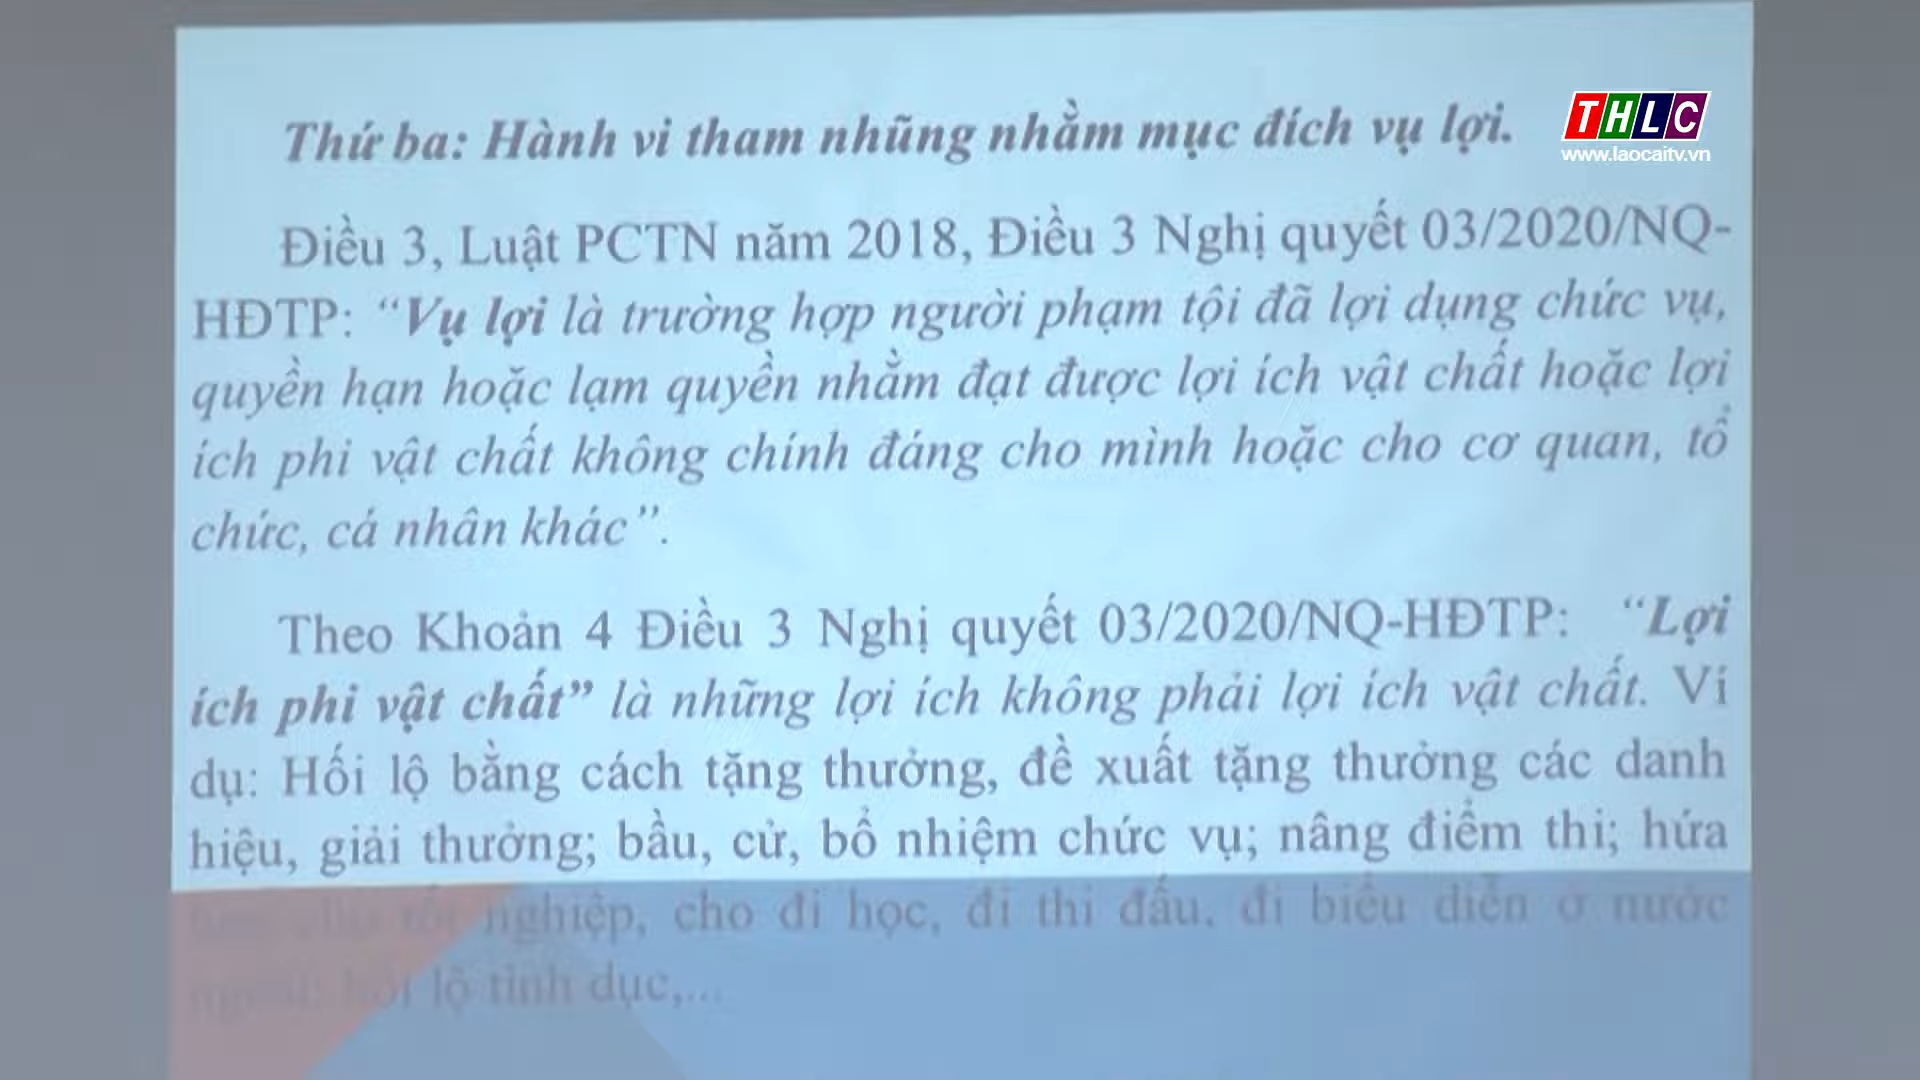 THLC
www.laocaitv.vn
Thứ ba: Hành vi tham nhũng nhằm mục đích vụ lợi.
Điều 3, Luật PCTN năm 2018, Điều 3 Nghị quyết 03/2020/NQ-
HĐTP: “Vụ lợi là trường hợp người phạm tội đã lợi dụng chức vụ,
quyền hạn hoặc lạm quyền nhằm đạt được lợi ích vật chất hoặc lợi
ích phi vật chất không chính đáng cho mình hoặc cho cơ quan, tổ
chức, cá nhân khác”.
Theo Khoản 4 Điều 3 Nghị quyết 03/2020/NQ-HĐTP: “Lợi
ích phi vật chất” là những lợi ích không phải lợi ích vật chất. Ví
dụ: Hối lộ bằng cách tặng thưởng, đề xuất tặng thưởng các danh
hiệu, giải thưởng; bầu, cử, bổ nhiệm chức vụ; nâng điểm thi; hứa
tốt nghiệp, cho đi học, đi thi đấu, đi biểu diễn ở nước
hối lộ tình dục,...